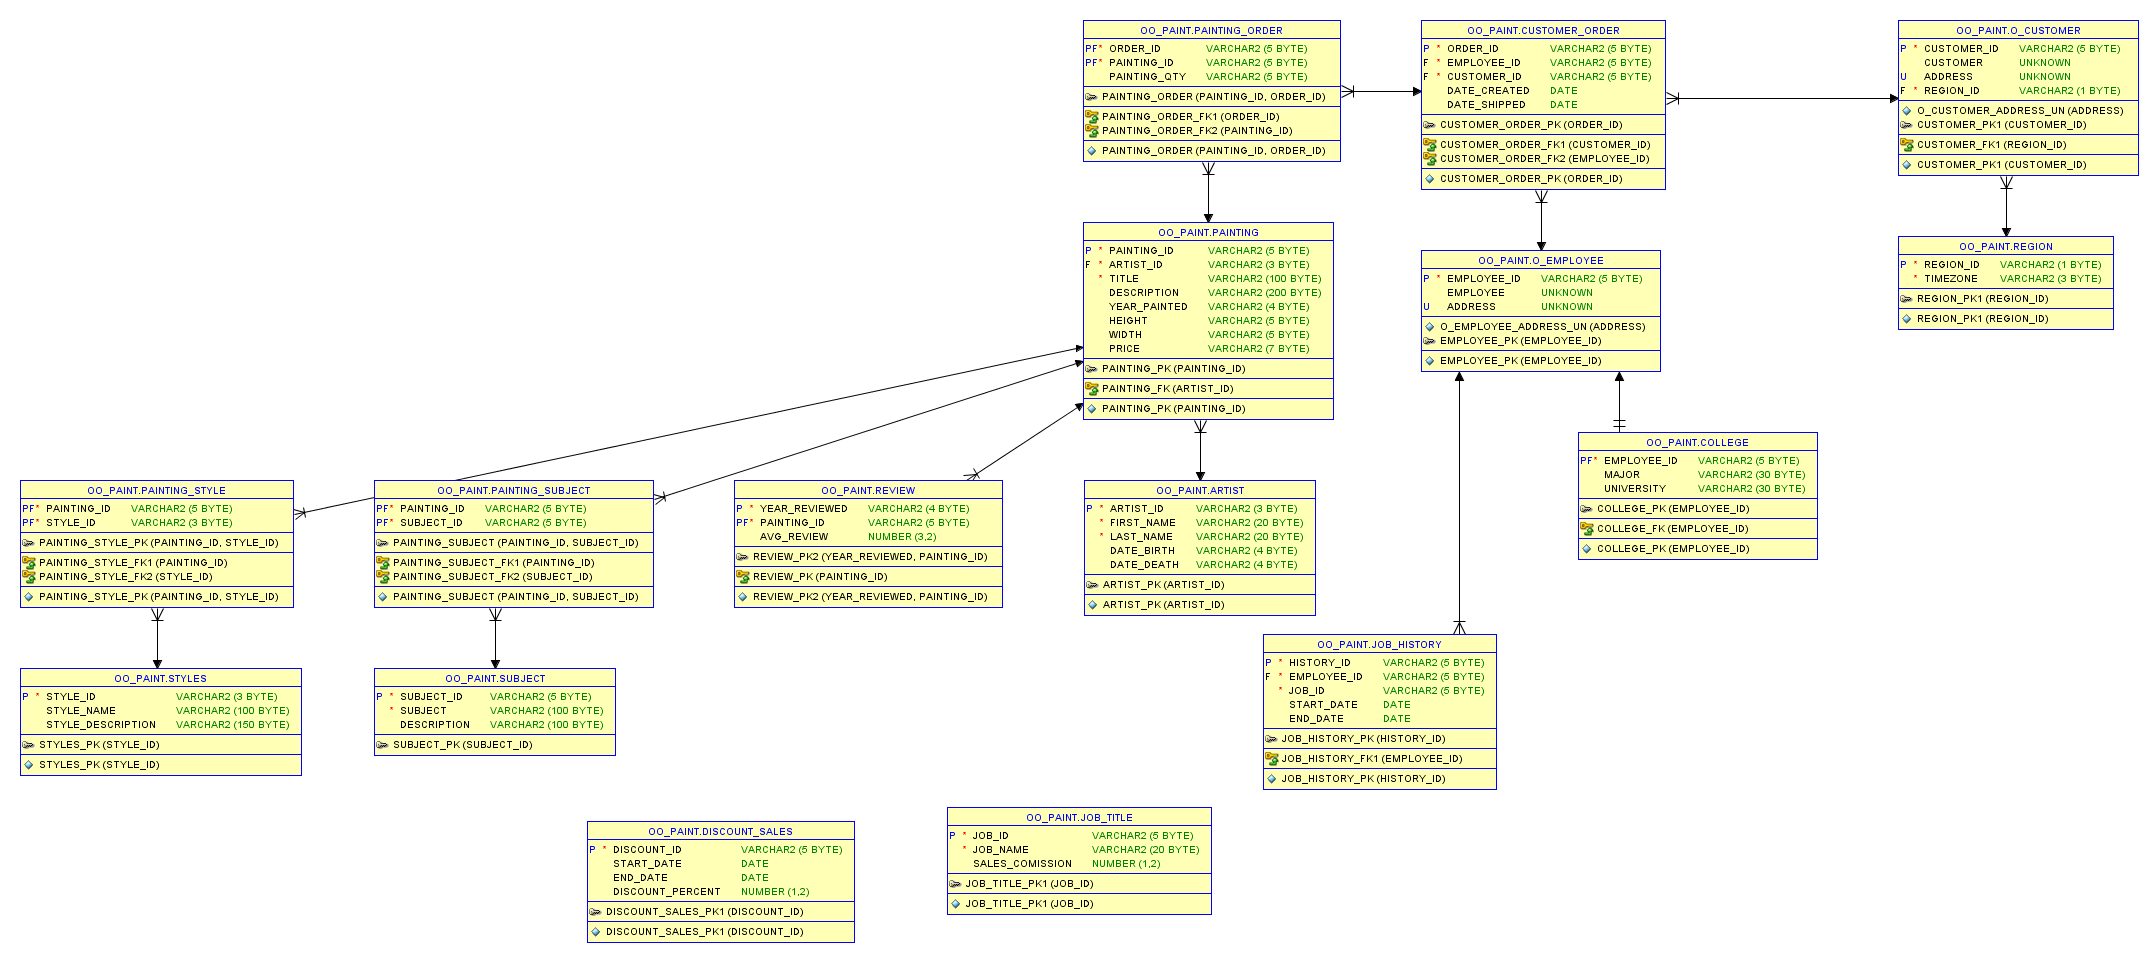 OO_PAINT.PAINTING_ORDER
PF* ORDER_ID VARCHAR2 (5 BYTE)
PF* PAINTING_ID VARCHAR2 (5 BYTE)
PAINTING_QTY VARCHAR2 (5 BYTE)
PAINTING_ORDER (PAINTING_ID, ORDER_ID)
PAINTING_ORDER_FK1 (ORDER_ID)
PAINTING_ORDER_FK2 (PAINTING_ID)
PAINTING_ORDER (PAINTING_ID, ORDER_ID)
OO_PAINT.CUSTOMER_ORDER
P * ORDER_ID VARCHAR2 (5 BYTE)
F * EMPLOYEE_ID VARCHAR2 (5 BYTE)
F * CUSTOMER_ID VARCHAR2 (5 BYTE)
DATE_CREATED DATE
DATE_SHIPPED DATE
CUSTOMER_ORDER_PK (ORDER_ID)
CUSTOMER_ORDER_FK1 (CUSTOMER_ID)
CUSTOMER_ORDER_FK2 (EMPLOYEE_ID)
CUSTOMER_ORDER_PK (ORDER_ID)
OO_PAINT.O_CUSTOMER
P * CUSTOMER_ID VARCHAR2 (5 BYTE)
CUSTOMER UNKNOWN
U ADDRESS UNKNOWN
F * REGION_ID VARCHAR2 (1 BYTE)
O_CUSTOMER_ADDRESS_UN (ADDRESS)
CUSTOMER_PK1 (CUSTOMER_ID)
CUSTOMER_FK1 (REGION_ID)
CUSTOMER_PK1 (CUSTOMER_ID)
OO_PAINT.PAINTING
P * PAINTING_ID VARCHAR2 (5 BYTE)
F * ARTIST_ID VARCHAR2 (3 BYTE)
* TITLE VARCHAR2 (100 BYTE)
DESCRIPTION VARCHAR2 (200 BYTE)
YEAR_PAINTED VARCHAR2 (4 BYTE)
HEIGHT VARCHAR2 (5 BYTE)
WIDTH VARCHAR2 (5 BYTE)
PRICE VARCHAR2 (7 BYTE)
PAINTING_PK (PAINTING_ID)
PAINTING_FK (ARTIST_ID)
PAINTING_PK (PAINTING_ID)
OO_PAINT.O_EMPLOYEE
P * EMPLOYEE_ID VARCHAR2 (5 BYTE)
EMPLOYEE UNKNOWN
U ADDRESS UNKNOWN
O_EMPLOYEE_ADDRESS_UN (ADDRESS)
EMPLOYEE_PK (EMPLOYEE_ID)
EMPLOYEE_PK (EMPLOYEE_ID)
OO_PAINT.REGION
P * REGION_ID VARCHAR2 (1 BYTE)
* TIMEZONE VARCHAR2 (3 BYTE)
REGION_PK1 (REGION_ID)
REGION_PK1 (REGION_ID)
OO_PAINT.COLLEGE
PF* EMPLOYEE_ID VARCHAR2 (5 BYTE)
MAJOR VARCHAR2 (30 BYTE)
UNIVERSITY VARCHAR2 (30 BYTE)
COLLEGE_PK (EMPLOYEE_ID)
COLLEGE_FK (EMPLOYEE_ID)
COLLEGE_PK (EMPLOYEE_ID)
OO_PAINT.PAINTING_STYLE
PF* PAINTING_ID VARCHAR2 (5 BYTE)
PF* STYLE_ID VARCHAR2 (3 BYTE)
PAINTING_STYLE_PK (PAINTING_ID, STYLE_ID)
PAINTING_STYLE_FK1 (PAINTING_ID)
PAINTING_STYLE_FK2 (STYLE_ID)
PAINTING_STYLE_PK (PAINTING_ID, STYLE_ID)
OO_PAINT.PAINTING_SUBJECT
PF* PAINTING_ID VARCHAR2 (5 BYTE)
PF* SUBJECT_ID VARCHAR2 (5 BYTE)
PAINTING_SUBJECT (PAINTING_ID, SUBJECT_ID)
PAINTING_SUBJECT_FK1 (PAINTING_ID)
PAINTING_SUBJECT_FK2 (SUBJECT_ID)
PAINTING_SUBJECT (PAINTING_ID, SUBJECT_ID)
OO_PAINT.REVIEW
P * YEAR_REVIEWED VARCHAR2 (4 BYTE)
PF* PAINTING_ID VARCHAR2 (5 BYTE)
AVG_REVIEW NUMBER (3,2)
REVIEW_PK2 (YEAR_REVIEWED, PAINTING_ID)
REVIEW_PK (PAINTING_ID)
REVIEW_PK2 (YEAR_REVIEWED, PAINTING_ID)
OO_PAINT.ARTIST
P * ARTIST_ID VARCHAR2 (3 BYTE)
* FIRST_NAME VARCHAR2 (20 BYTE)
* LAST_NAME VARCHAR2 (20 BYTE)
DATE_BIRTH VARCHAR2 (4 BYTE)
DATE_DEATH VARCHAR2 (4 BYTE)
ARTIST_PK (ARTIST_ID)
ARTIST_PK (ARTIST_ID)
OO_PAINT.JOB_HISTORY
P * HISTORY_ID VARCHAR2 (5 BYTE)
F * EMPLOYEE_ID VARCHAR2 (5 BYTE)
* JOB_ID VARCHAR2 (5 BYTE)
START_DATE DATE
END_DATE DATE
JOB_HISTORY_PK (HISTORY_ID)
JOB_HISTORY_FK1 (EMPLOYEE_ID)
JOB_HISTORY_PK (HISTORY_ID)
OO_PAINT.STYLES
P * STYLE_ID VARCHAR2 (3 BYTE)
STYLE_NAME VARCHAR2 (100 BYTE)
STYLE_DESCRIPTION VARCHAR2 (150 BYTE)
STYLES_PK (STYLE_ID)
STYLES_PK (STYLE_ID)
OO_PAINT.SUBJECT
P * SUBJECT_ID VARCHAR2 (5 BYTE)
* SUBJECT VARCHAR2 (100 BYTE)
DESCRIPTION VARCHAR2 (100 BYTE)
SUBJECT_PK (SUBJECT_ID)
OO_PAINT.DISCOUNT_SALES
P * DISCOUNT_ID VARCHAR2 (5 BYTE)
START_DATE DATE
END_DATE DATE
DISCOUNT_PERCENT NUMBER (1,2)
DISCOUNT_SALES_PK1 (DISCOUNT_ID)
DISCOUNT_SALES_PK1 (DISCOUNT_ID)
OO_PAINT.JOB_TITLE
P * JOB_ID VARCHAR2 (5 BYTE)
* JOB_NAME VARCHAR2 (20 BYTE)
SALES_COMISSION NUMBER (1,2)
JOB_TITLE_PK1 (JOB_ID)
JOB_TITLE_PK1 (JOB_ID)